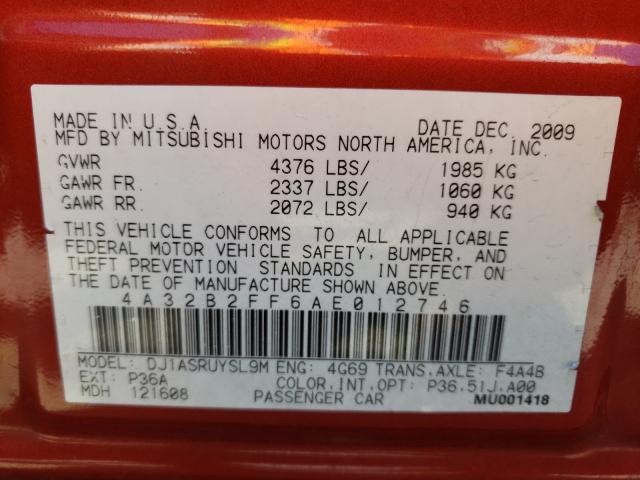 MADE IN U.S.A DATE DEC. 2009
MFD BY MITSUBISHI MOTORS NORTH AMERICA, INC.
GVWR 4376 LBS/ 1985 KG
GAWR FR. 2337 LBS/ 1060 KG
GAWR RR. 2072 LBS/ 940 KG
THIS VEHICLE CONFORMS TO ALL APPLICABLE
FEDERAL MOTOR VEHICLE SAFETY, BUMPER, AND
THEFT PREVENTION STANDARDS IN EFFECT ON
THE DATE OF MANUFACTURE SHOWN ABOVE.
4A32B2FF6AE012746
MODEL: DJ1ASRUYSL9M ENG: 4G69 TRANS.AXLE: F4A4B
EXT: P36A COLOR.INT.OPT: P36.51J.A00
MDH 121608 PASSENGER CAR MU001418